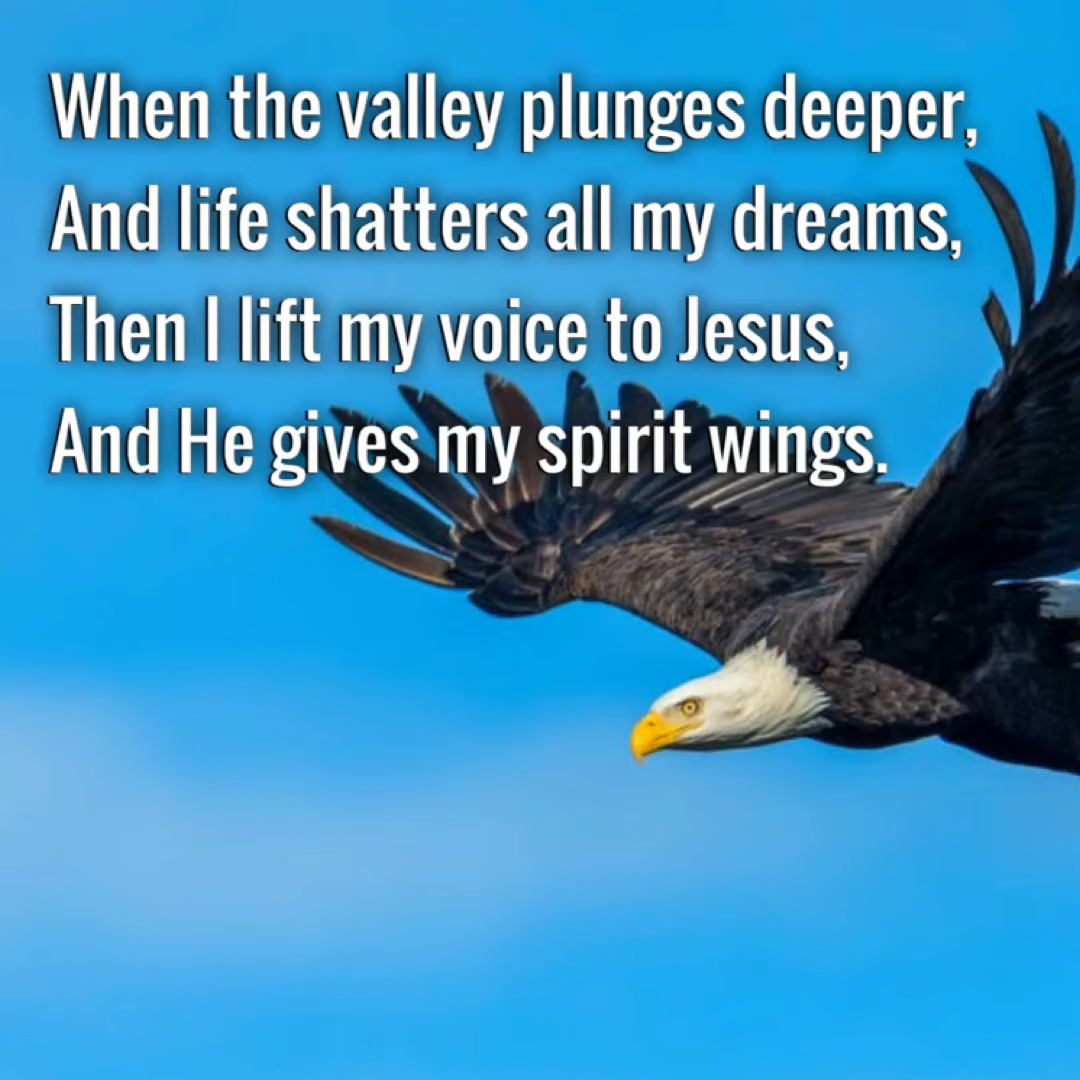 When the valley plunges deeper,
And life shatters all my dreams,
Then I lift my voice to Jesus,
And He gives my spirit wings.